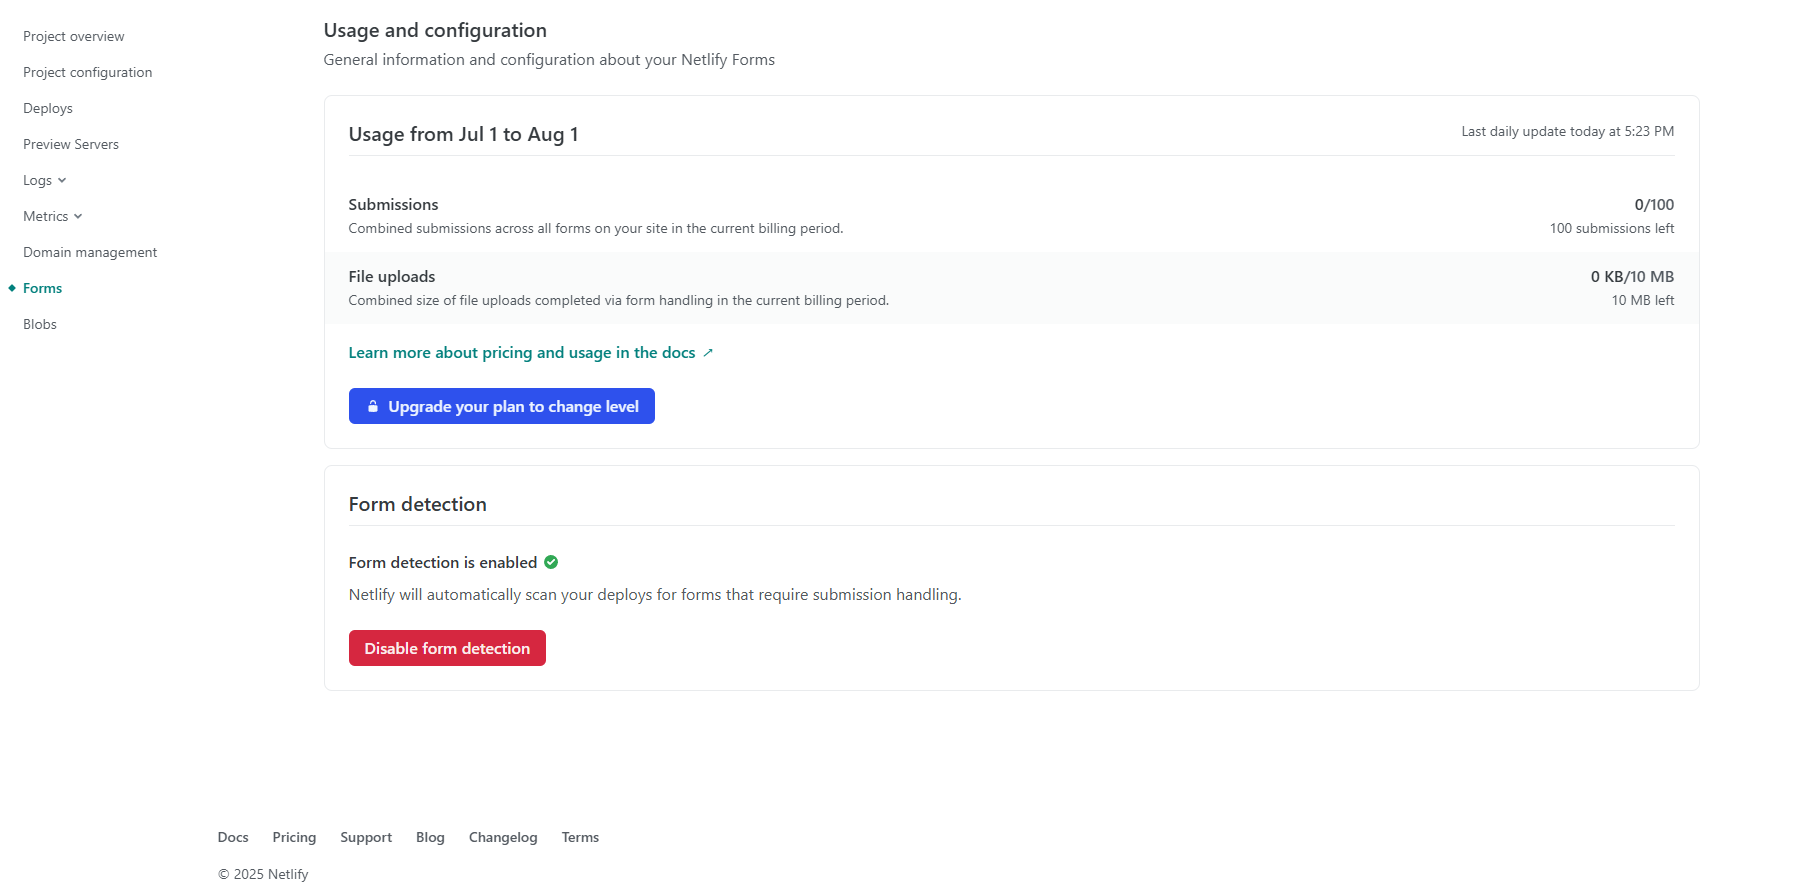 Project overview
Project configuration
Deploys
Preview Servers
Logs
Metrics
Domain management
Forms
Blobs
Usage and configuration
General information and configuration about your Netlify Forms
Usage from Jul 1 to Aug 1
Last daily update today at 5:23 PM
Submissions
0/100
Combined submissions across all forms on your site in the current billing period.
100 submissions left
File uploads
0 KB/10 MB
Combined size of file uploads completed via form handling in the current billing period.
10 MB left
Learn more about pricing and usage in the docs ↗
Upgrade your plan to change level
Form detection
Form detection is enabled
Netlify will automatically scan your deploys for forms that require submission handling.
Disable form detection
Docs Pricing Support Blog Changelog Terms
© 2025 Netlify